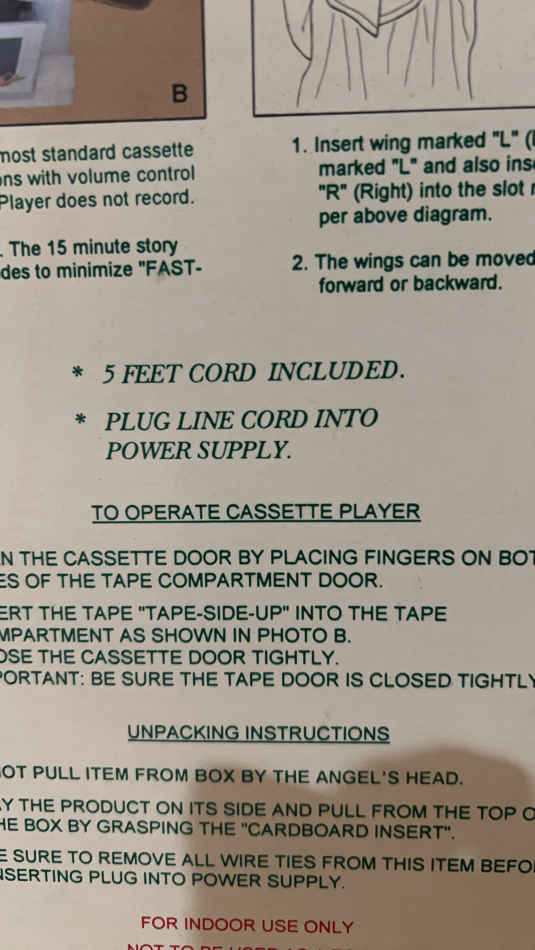 B
most standard cassette
ons with volume control
Player does not record.
. The 15 minute story
des to minimize "FAST-
1. Insert wing marked "L" (
marked "L" and also inse
"R" (Right) into the slot
per above diagram.
2. The wings can be moved
forward or backward.
* 5 FEET CORD INCLUDED.
* PLUG LINE CORD INTO
POWER SUPPLY.
TO OPERATE CASSETTE PLAYER
N THE CASSETTE DOOR BY PLACING FINGERS ON BOT
ES OF THE TAPE COMPARTMENT DOOR.
ERT THE TAPE "TAPE-SIDE-UP" INTO THE TAPE
MPARTMENT AS SHOWN IN PHOTO B.
OSE THE CASSETTE DOOR TIGHTLY.
PORTANT: BE SURE THE TAPE DOOR IS CLOSED TIGHTLY
UNPACKING INSTRUCTIONS
OT PULL ITEM FROM BOX BY THE ANGEL'S HEAD.
Y THE PRODUCT ON ITS SIDE AND PULL FROM THE TOP O
HE BOX BY GRASPING THE "CARDBOARD INSERT".
E SURE TO REMOVE ALL WIRE TIES FROM THIS ITEM BEFO
NSERTING PLUG INTO POWER SUPPLY.
FOR INDOOR USE ONLY
NOT TO BE USED